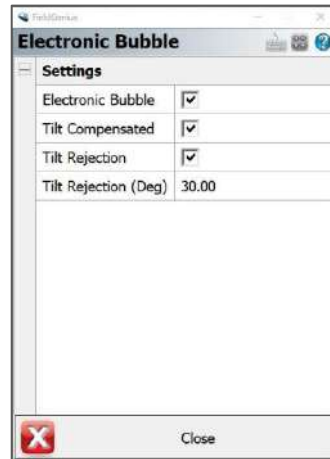 FieldGenius
Electronic Bubble
Settings
Electronic Bubble
Tilt Compensated
Tilt Rejection
Tilt Rejection (Deg) 30.00
Close